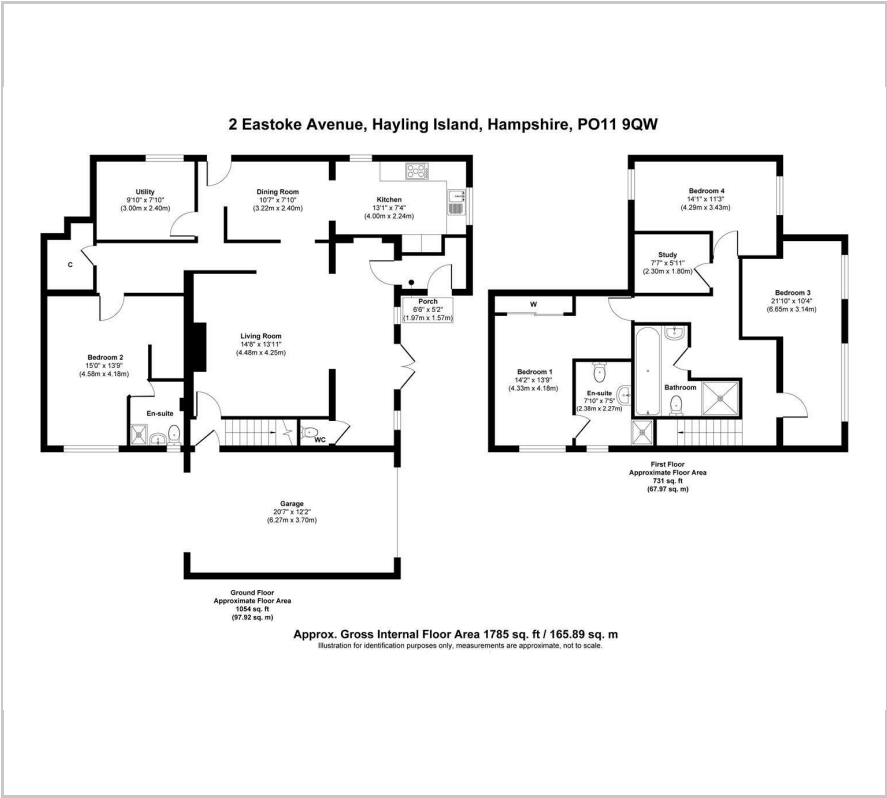 2 Eastoke Avenue, Hayling Island, Hampshire, PO11 9QW
Utility
9'10" x 7'10"
(3.00m x 2.40m)
Dining Room
10'7" x 7'10"
(3.22m x 2.40m)
Kitchen
13'1" x 7'4"
(4.00m x 2.24m)
C
Porch
6'6" x 5'2"
(1.97m x 1.57m)
Living Room
14'8" x 13'11"
(4.48m x 4.25m)
Bedroom 2
15'0" x 13'9"
(4.58m x 4.18m)
En-suite
WC
Garage
20'7" x 12'2"
(6.27m x 3.70m)
Ground Floor
Approximate Floor Area
1054 sq. ft
(97.92 sq. m)
Bedroom 4
14'1" x 11'3"
(4.29m x 3.43m)
Study
7'7" x 5'11"
(2.30m x 1.80m)
Bedroom 3
21'10" x 10'4"
(6.65m x 3.14m)
W
Bedroom 1
14'2" x 13'9"
(4.33m x 4.18m)
En-suite
7'10" x 7'5"
(2.38m x 2.27m)
Bathroom
First Floor
Approximate Floor Area
731 sq. ft
(67.97 sq. m)
Approx. Gross Internal Floor Area 1785 sq. ft / 165.89 sq. m
Illustration for identification purposes only, measurements are approximate, not to scale.